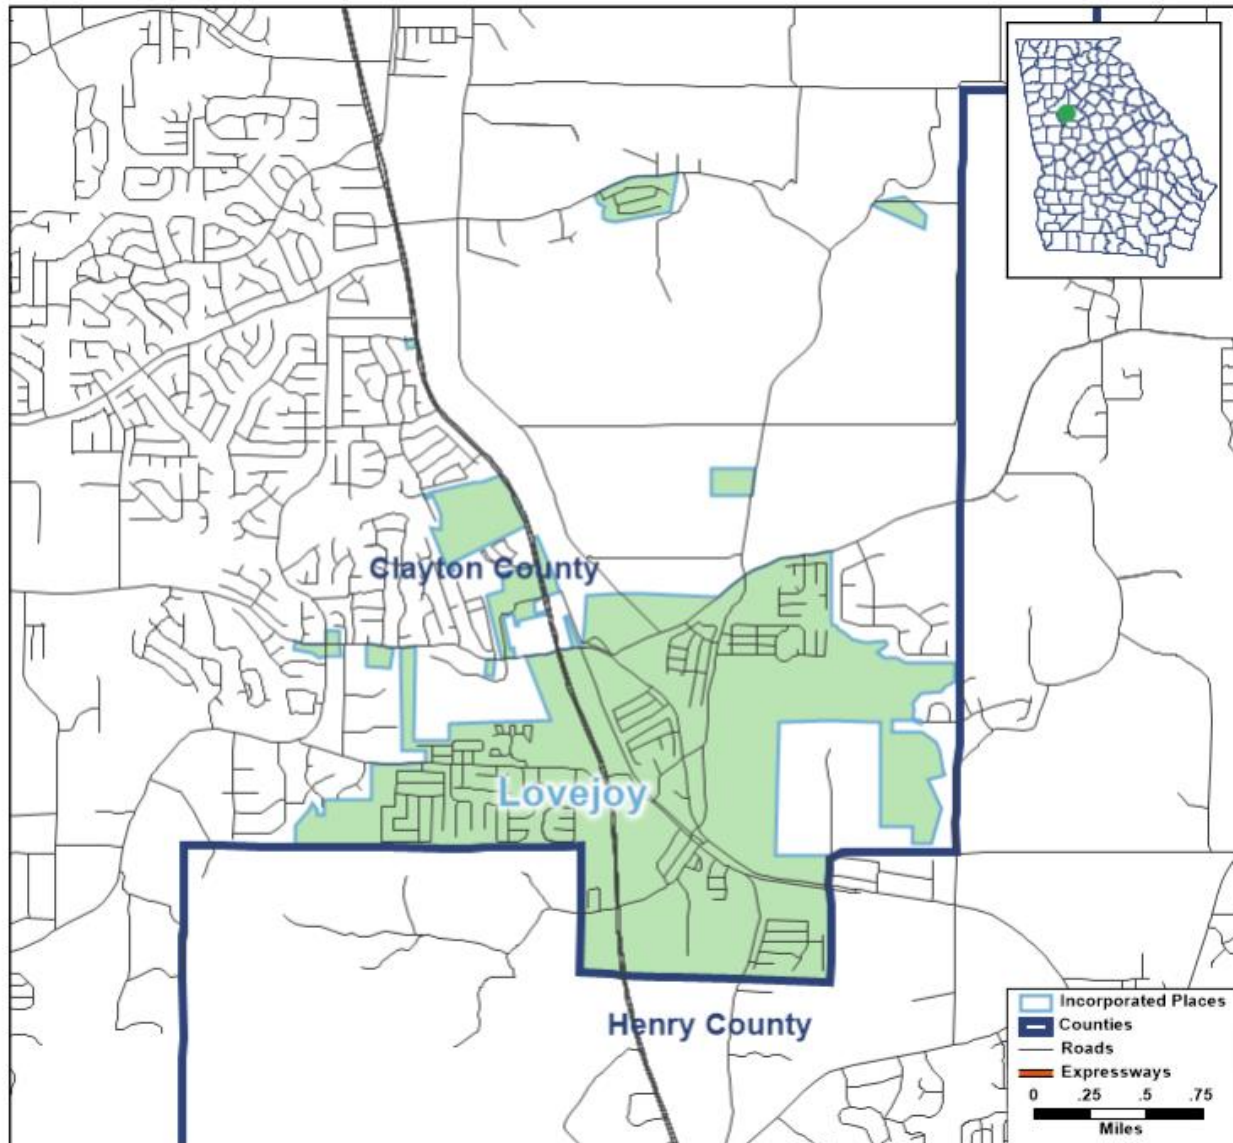 Clayton County
Lovejoy
Henry County
Incorporated Places
Counties
Roads
Expressways
0 .25 .5 .75
Miles